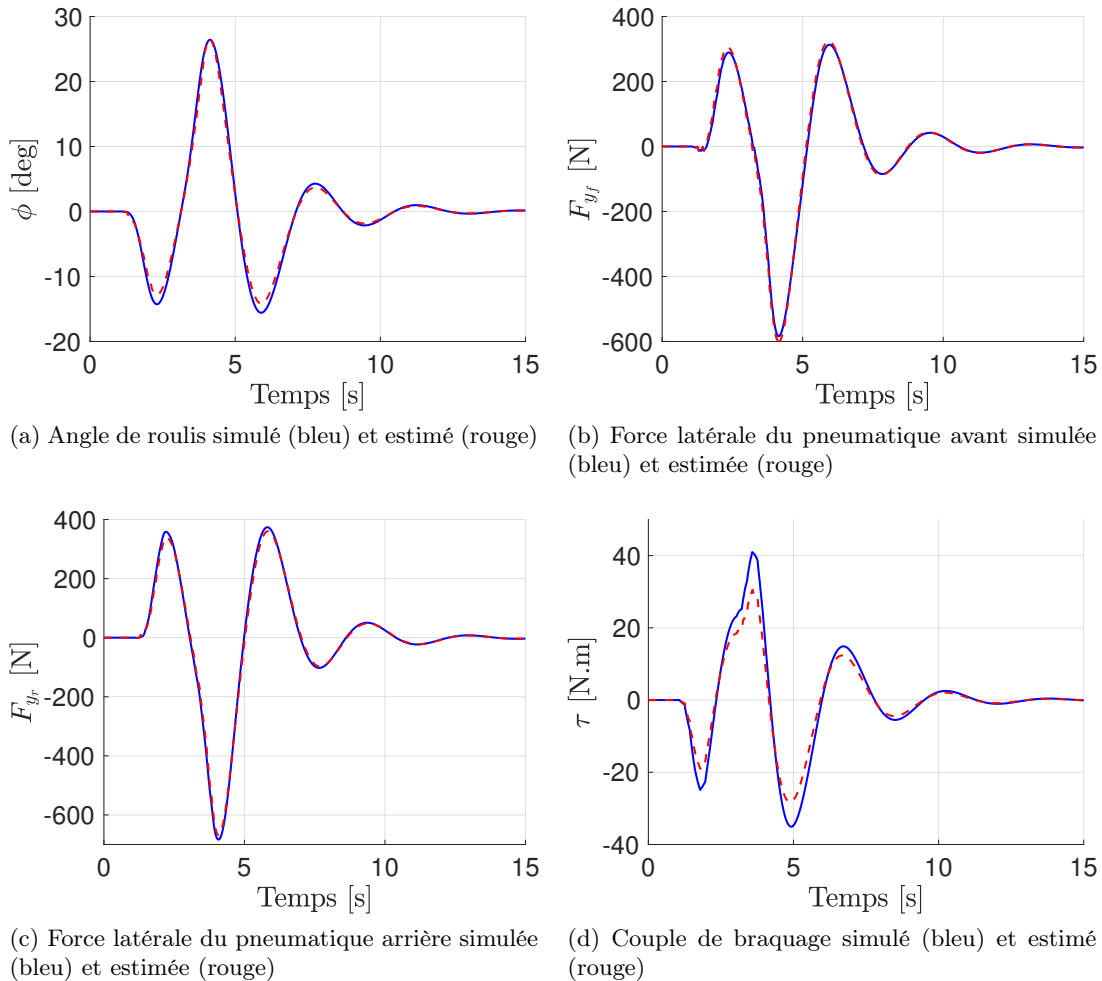 30
20
10
0
-10
-20
0
5
10
15
ϕ [deg]
Temps [s]
(a) Angle de roulis simulé (bleu) et estimé (rouge)
400
200
0
-200
-400
-600
0
5
10
15
F_{y_f} [N]
Temps [s]
(b) Force latérale du pneumatique avant simulée
(bleu) et estimée (rouge)
400
200
0
-200
-400
-600
0
5
10
15
F_{y_r} [N]
Temps [s]
(c) Force latérale du pneumatique arrière simulée
(bleu) et estimée (rouge)
40
20
0
-20
-40
0
5
10
15
τ [N.m]
Temps [s]
(d) Couple de braquage simulé (bleu) et estimé
(rouge)